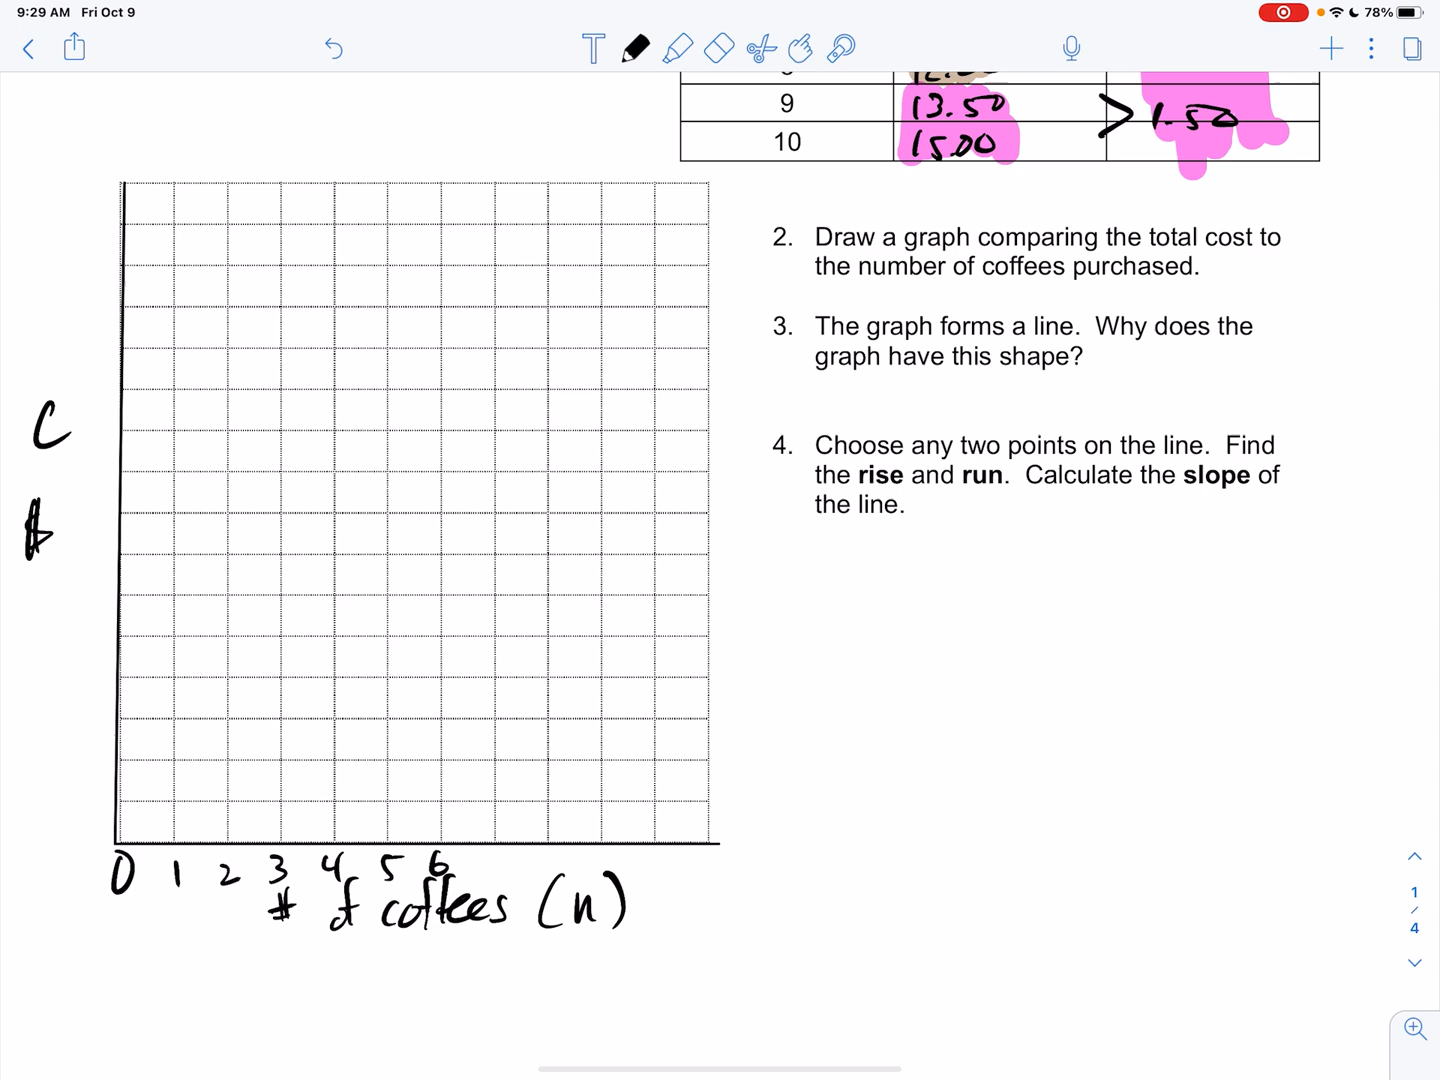 9:29 AM Fri Oct 9
78%
T
9 13.50 > 1.50
10 15.00
2. Draw a graph comparing the total cost to
the number of coffees purchased.
3. The graph forms a line. Why does the
graph have this shape?
4. Choose any two points on the line. Find
the rise and run. Calculate the slope of
the line.
C
$
0 1 2 3 4 5 6
# of coffees (n)
1
/
4